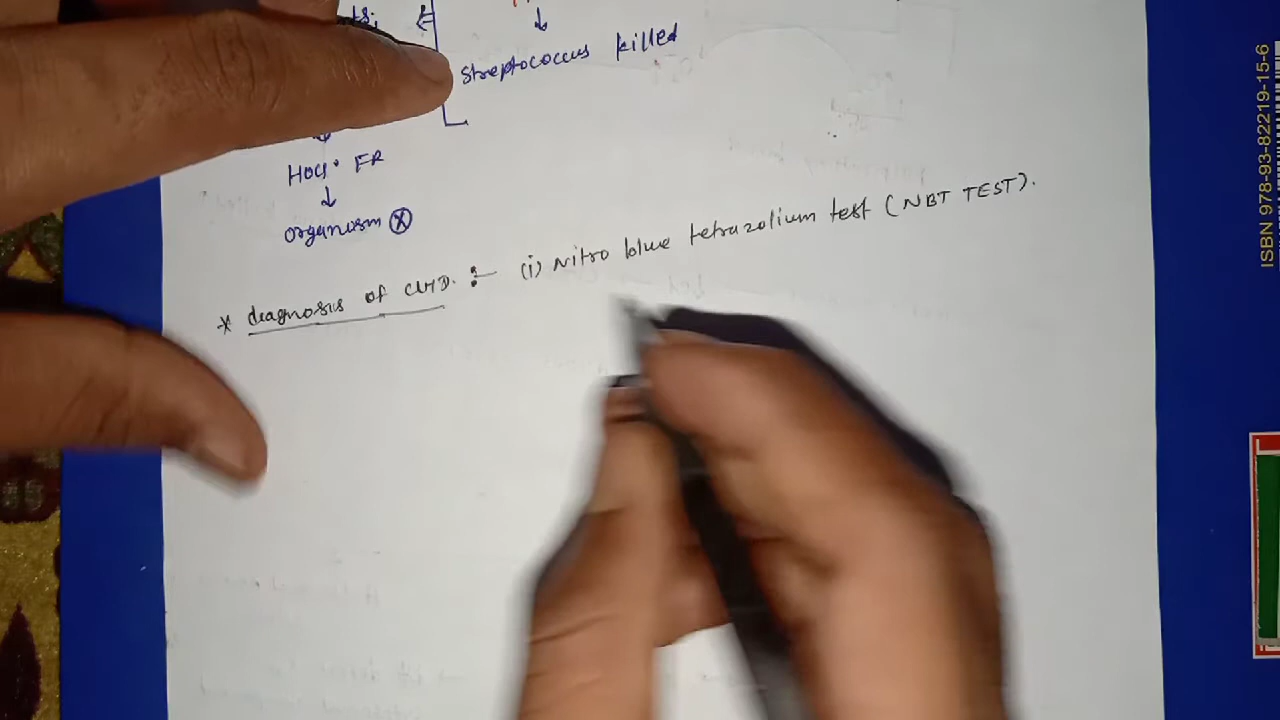 Streptococcus killed
HOCl• FR
organism ⓧ
* diagnosis of CGD. :- (i) Nitro blue tetrazolium test (NBT TEST).
ISBN 978-93-82219-15-6